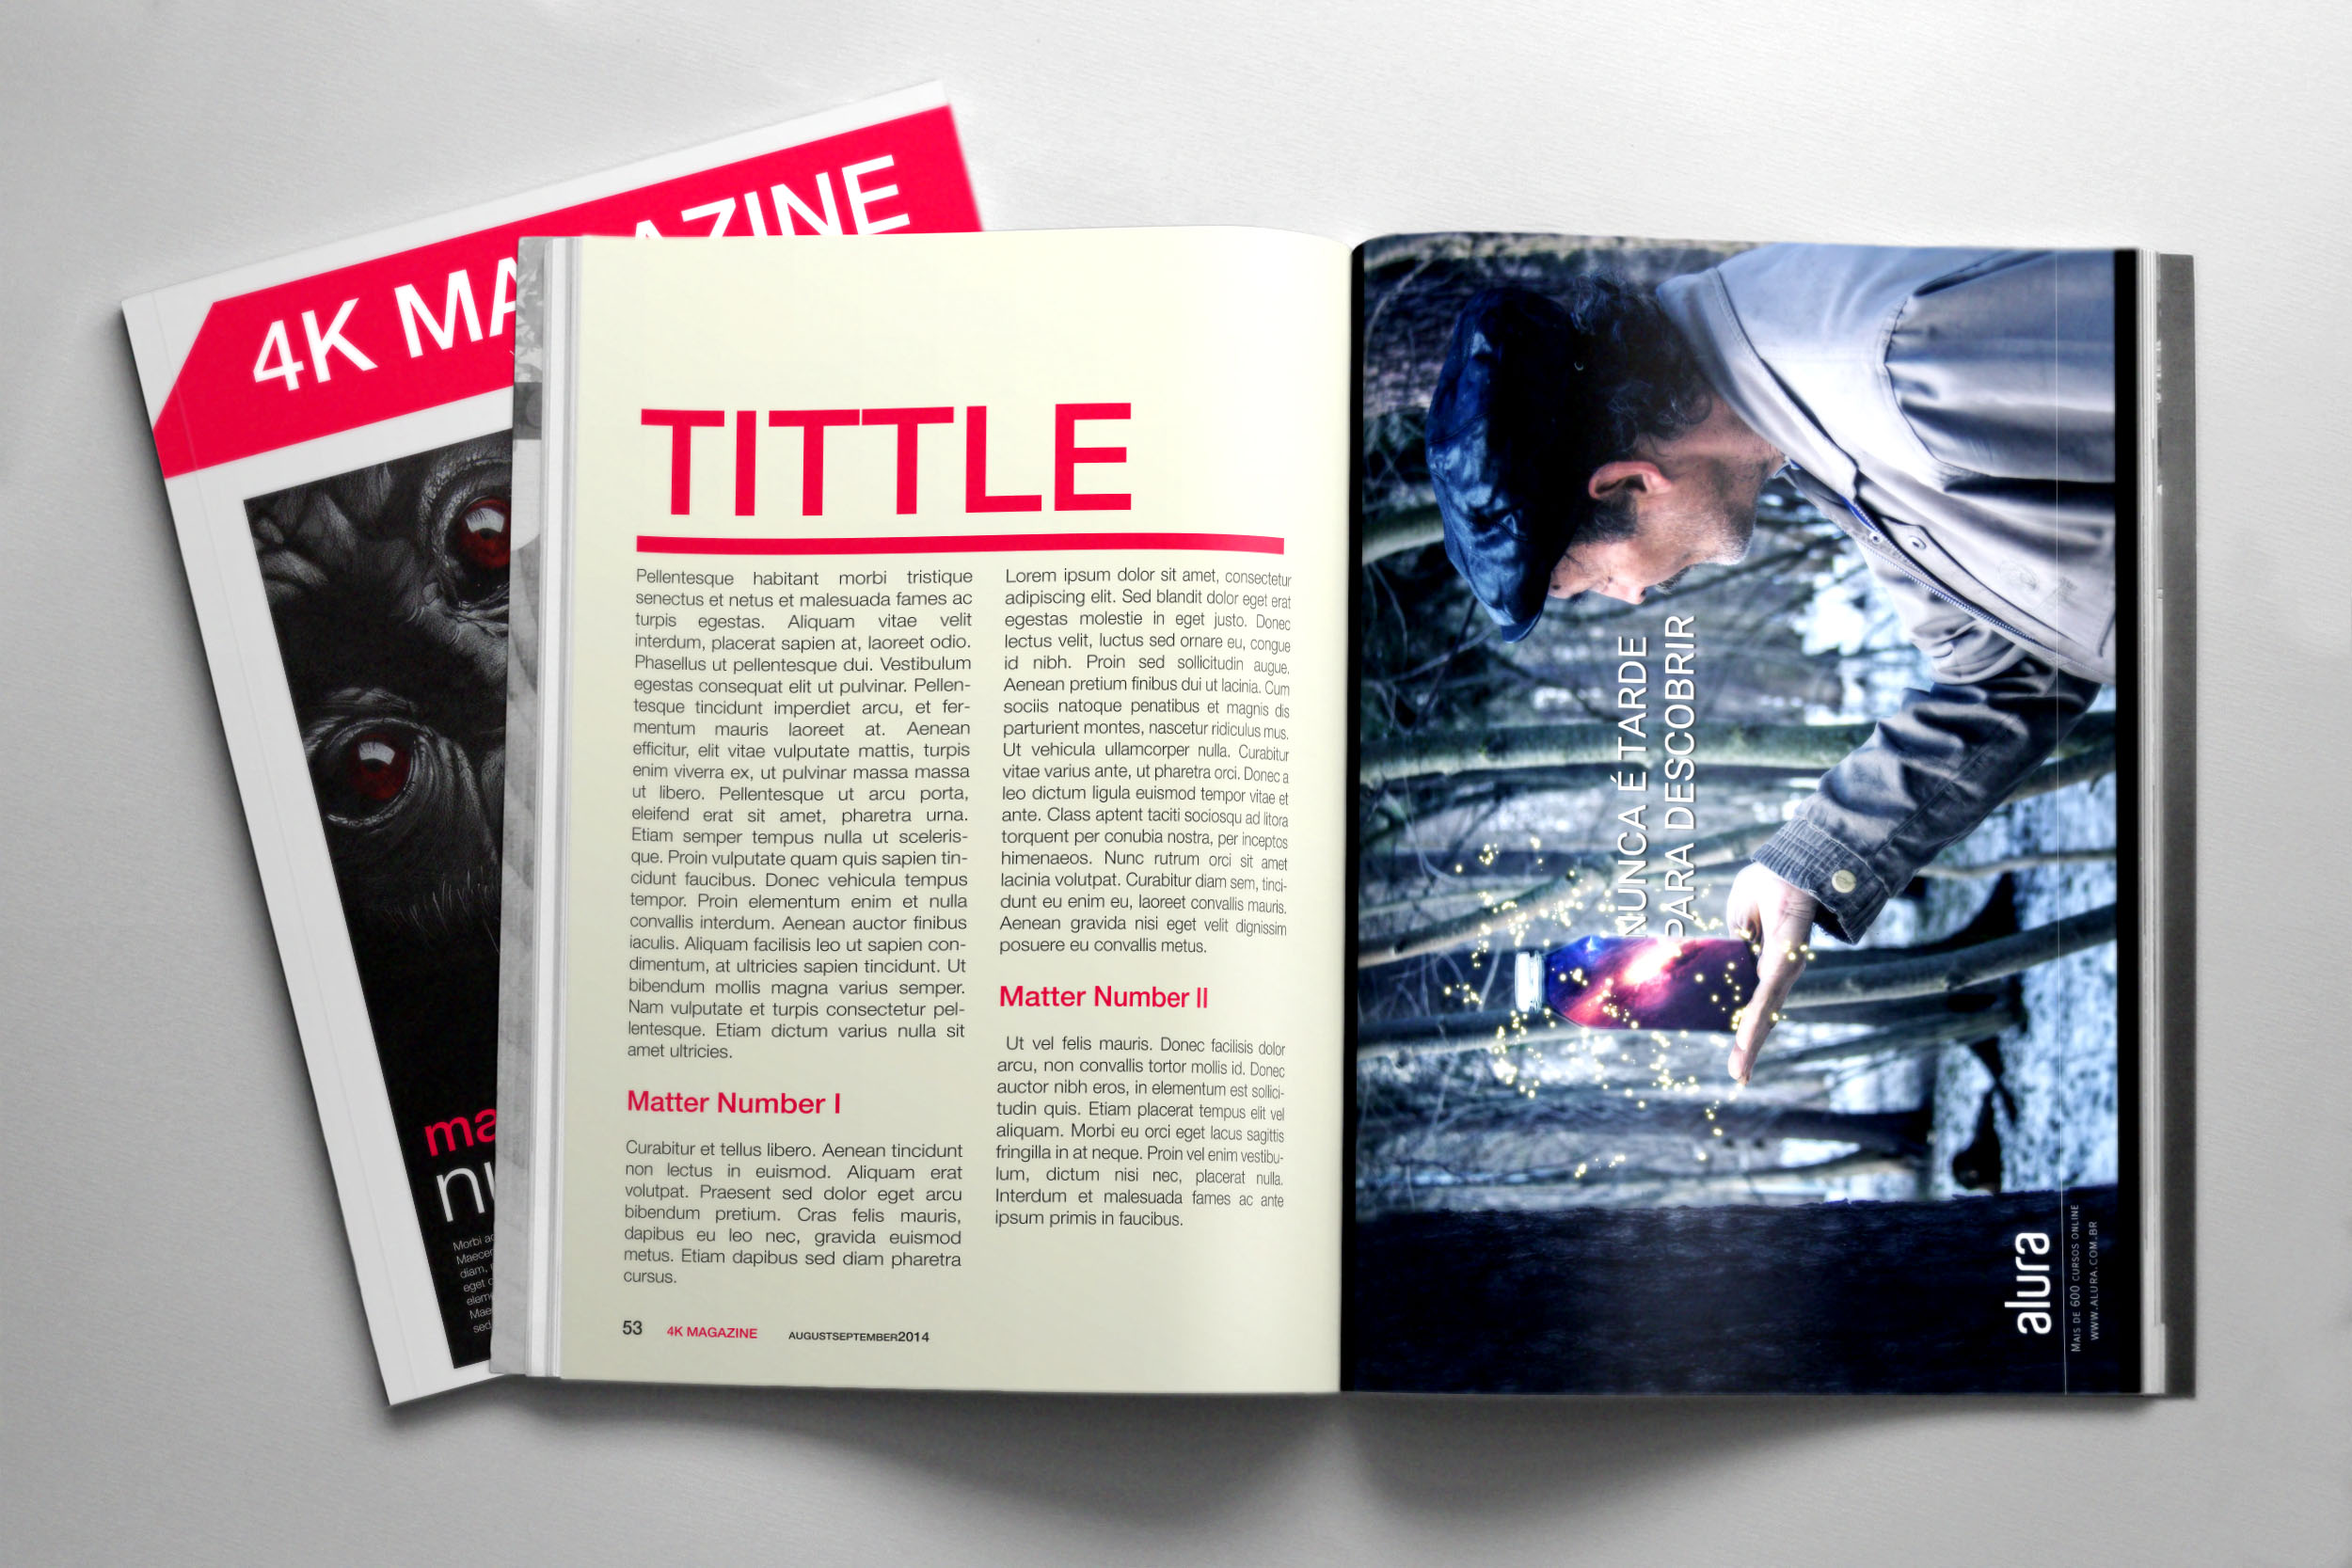 4K MAGAZINE
TITTLE
Pellentesque habitant morbi tristique
senectus et netus et malesuada fames ac
turpis egestas. Aliquam vitae velit
interdum, placerat sapien at, laoreet odio.
Phasellus ut pellentesque dui. Vestibulum
egestas consequat elit ut pulvinar. Pellen-
tesque tincidunt imperdiet arcu, et fer-
mentum mauris laoreet at. Aenean
efficitur, elit vitae vulputate mattis, turpis
enim viverra ex, ut pulvinar massa massa
ut libero. Pellentesque ut arcu porta,
eleifend erat sit amet, pharetra urna.
Etiam semper tempus nulla ut sceleris-
que. Proin vulputate quam quis sapien tin-
cidunt faucibus. Donec vehicula tempus
tempor. Proin elementum enim et nulla
convallis interdum. Aenean auctor finibus
iaculis. Aliquam facilisis leo ut sapien con-
dimentum, at ultricies sapien tincidunt. Ut
bibendum mollis magna varius semper.
Nam vulputate et turpis consectetur pel-
lentesque. Etiam dictum varius nulla sit
amet ultricies.
Matter Number I
Curabitur et tellus libero. Aenean tincidunt
non lectus in euismod. Aliquam erat
volutpat. Praesent sed dolor eget arcu
bibendum pretium. Cras felis mauris,
dapibus eu leo nec, gravida euismod
metus. Etiam dapibus sed diam pharetra
cursus.
Lorem ipsum dolor sit amet, consectetur
adipiscing elit. Sed blandit dolor eget erat
egestas molestie in eget justo. Donec
lectus velit, luctus sed ornare eu, congue
id nibh. Proin sed sollicitudin augue.
Aenean pretium finibus dui ut lacinia. Cum
sociis natoque penatibus et magnis dis
parturient montes, nascetur ridiculus mus.
Ut vehicula ullamcorper nulla. Curabitur
vitae varius ante, ut pharetra orci. Donec a
leo dictum ligula euismod tempor vitae et
ante. Class aptent taciti sociosqu ad litora
torquent per conubia nostra, per inceptos
himenaeos. Nunc rutrum orci sit amet
lacinia volutpat. Curabitur diam sem, tinci-
dunt eu enim eu, laoreet convallis mauris.
Aenean gravida nisi eget velit dignissim
posuere eu convallis metus.
Matter Number II
Ut vel felis mauris. Donec facilisis dolor
arcu, non convallis tortor mollis id. Donec
auctor nibh eros, in elementum est sollici-
tudin quis. Etiam placerat tempus elit vel
aliquam. Morbi eu orci eget lacus sagittis
fringilla in at neque. Proin vel enim vestibu-
lum, dictum nisi nec, placerat nulla.
Interdum et malesuada fames ac ante
ipsum primis in faucibus.
53 4K MAGAZINE AUGUSTSEPTEMBER2014
NUNCA É TARDE
PARA DESCOBRIR
alura
MAIS DE 600 CURSOS ONLINE
WWW.ALURA.COM.BR
ma
nu
Morbi
diam,
eget
sed